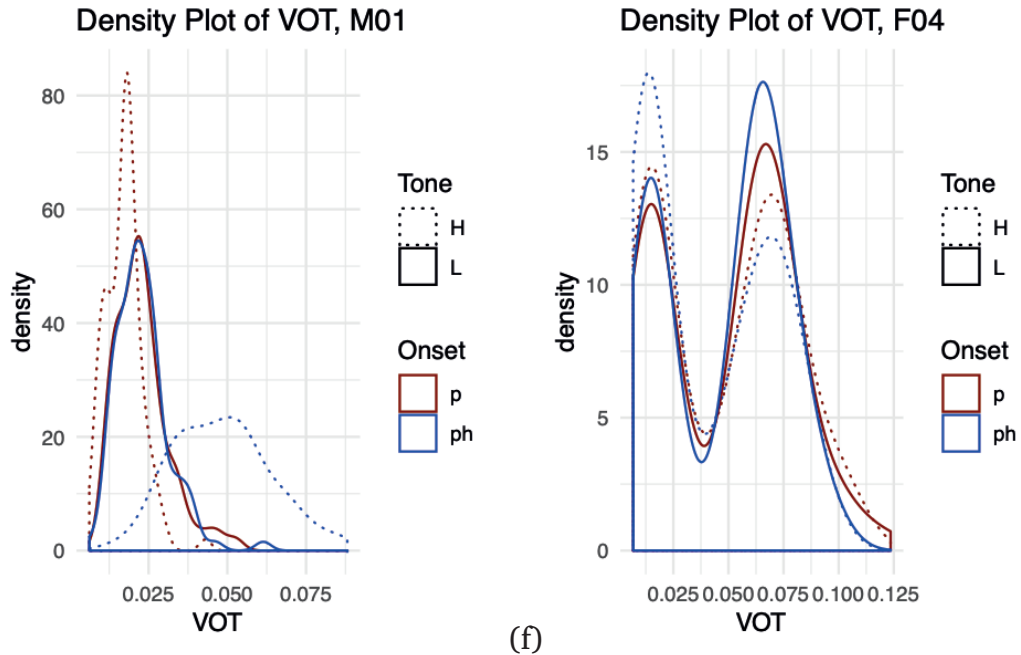 Density Plot of VOT, M01
density
80
60
40
20
0
0.025
0.050
0.075
VOT
Tone
H
L
Onset
p
ph
Density Plot of VOT, F04
density
15
10
5
0
0.025
0.050
0.075
0.100
0.125
VOT
Tone
H
L
Onset
p
ph
(f)